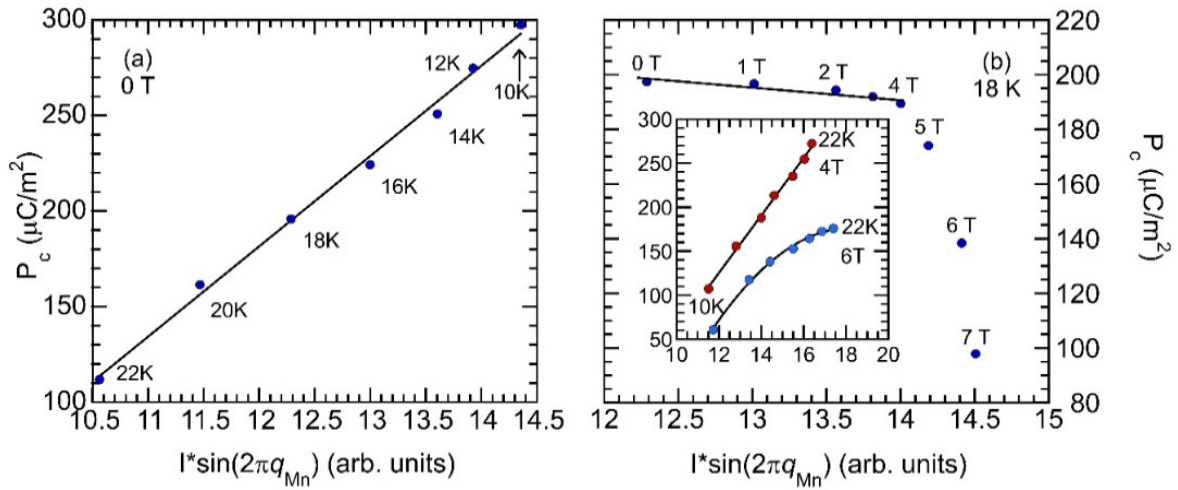 (a)
0 T
300
250
200
150
100
P_c (μC/m²)
12K
10K
14K
16K
18K
20K
22K
10.5 11 11.5 12 12.5 13 13.5 14 14.5
I*sin(2πq_Mn) (arb. units)
(b)
18 K
0 T
1 T
2 T
4 T
5 T
6 T
7 T
220
200
180
160
140
120
100
80
P_c (μC/m²)
300
250
200
150
100
50
22K
4T
22K
6T
10K
10 12 14 16 18 20
12 12.5 13 13.5 14 14.5 15
I*sin(2πq_Mn) (arb. units)